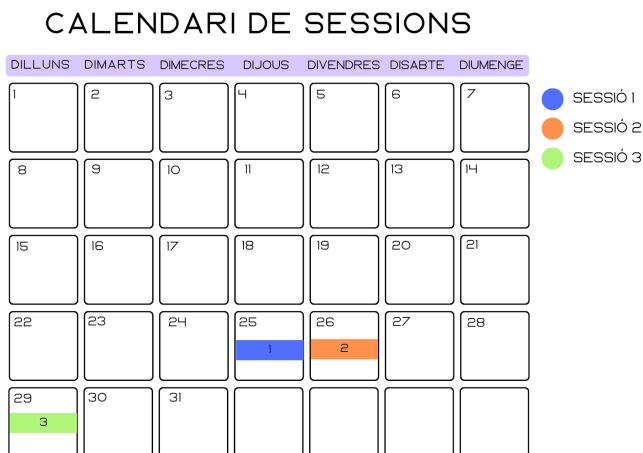 CALENDARI DE SESSIONS
DILLUNS DIMARTS DIMECRES DIJOUS DIVENDRES DISABTE DIUMENGE
1 2 3 4 5 6 7
SESSIÓ 1
SESSIÓ 2
SESSIÓ 3
8 9 10 11 12 13 14
15 16 17 18 19 20 21
22 23 24 25 26 27 28
1 2
29 30 31
3